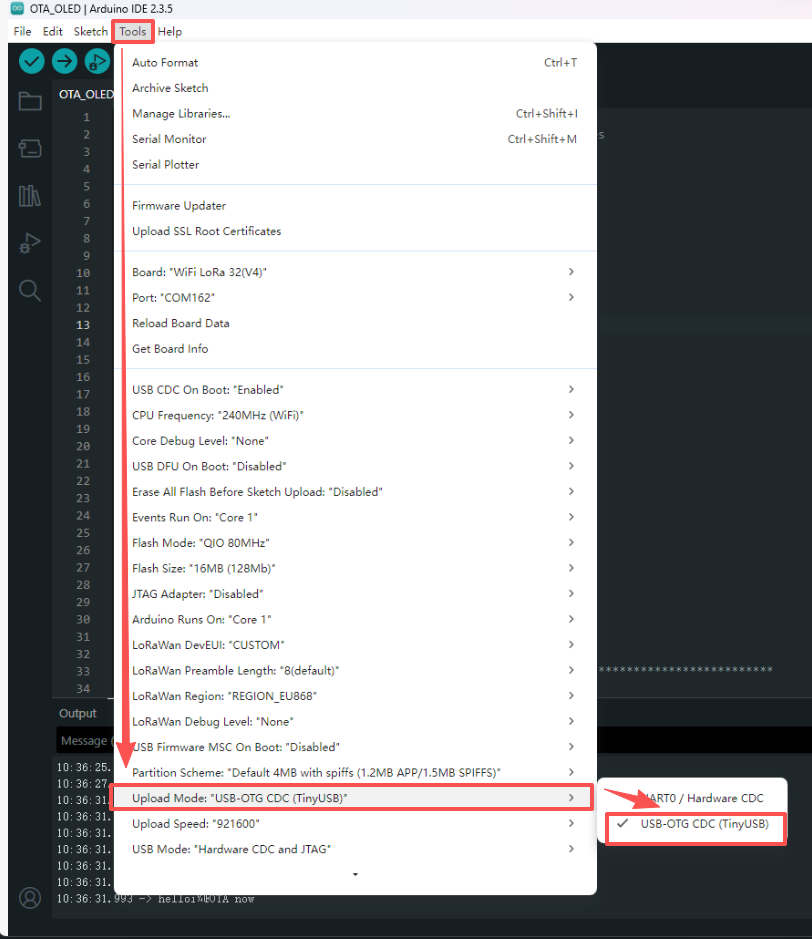 OTA_OLED | Arduino IDE 2.3.5
File Edit Sketch Tools Help
Auto Format Ctrl+T
OTA_OLED
Archive Sketch
Manage Libraries... Ctrl+Shift+I
Serial Monitor Ctrl+Shift+M
Serial Plotter
Firmware Updater
Upload SSL Root Certificates
Board: "WiFi LoRa 32(V4)"
Port: "COM162"
Reload Board Data
Get Board Info
USB CDC On Boot: "Enabled"
CPU Frequency: "240MHz (WiFi)"
Core Debug Level: "None"
USB DFU On Boot: "Disabled"
Erase All Flash Before Sketch Upload: "Disabled"
Events Run On: "Core 1"
Flash Mode: "QIO 80MHz"
Flash Size: "16MB (128Mb)"
JTAG Adapter: "Disabled"
Arduino Runs On: "Core 1"
LoRaWan DevEUI: "CUSTOM"
LoRaWan Preamble Length: "8(default)"
LoRaWan Region: "REGION_EU868"
LoRaWan Debug Level: "None"
USB Firmware MSC On Boot: "Disabled"
Partition Scheme: "Default 4MB with spiffs (1.2MB APP/1.5MB SPIFFS)"
Upload Mode: "USB-OTG CDC (TinyUSB)"
Upload Speed: "921600"
USB Mode: "Hardware CDC and JTAG"
UART0 / Hardware CDC
USB-OTG CDC (TinyUSB)
1
2
3
4
5
6
7
8
9
10
11
12
13
14
15
16
17
18
19
20
21
22
23
24
25
26
27
28
29
30
31
32
33
34
s
*************************
Output
Message (
10:36:25.
10:36:27.
10:36:31.
10:36:31.
10:36:31.
10:36:31.
10:36:31.
10:36:31.
10:36:31.993 -> now